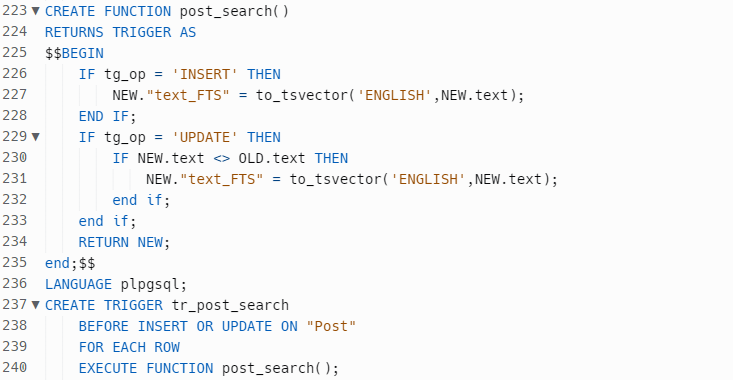 223 ▼ CREATE FUNCTION post_search()
224 RETURNS TRIGGER AS
225 $$BEGIN
226     IF tg_op = 'INSERT' THEN
227         NEW."text_FTS" = to_tsvector('ENGLISH',NEW.text);
228     END IF;
229 ▼     IF tg_op = 'UPDATE' THEN
230         IF NEW.text <> OLD.text THEN
231             NEW."text_FTS" = to_tsvector('ENGLISH',NEW.text);
232         end if;
233     end if;
234     RETURN NEW;
235 end;$$
236 LANGUAGE plpgsql;
237 ▼ CREATE TRIGGER tr_post_search
238     BEFORE INSERT OR UPDATE ON "Post"
239     FOR EACH ROW
240     EXECUTE FUNCTION post_search();